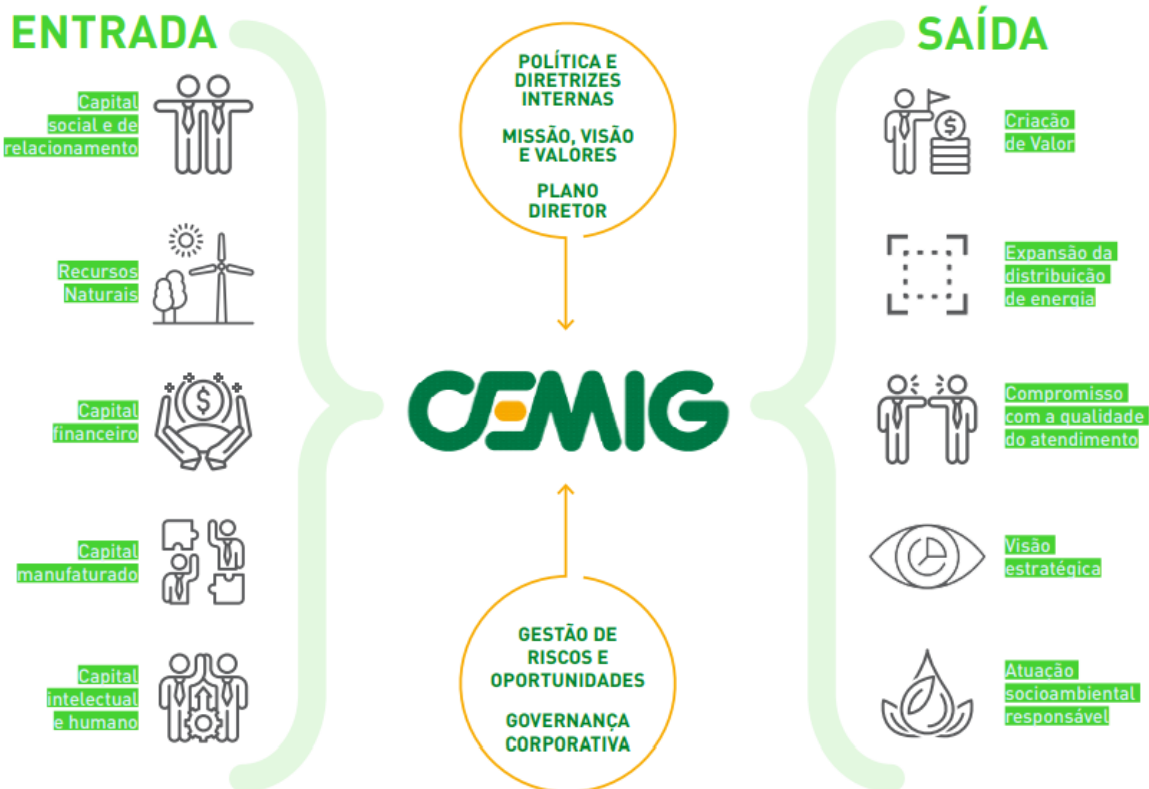 ENTRADA
Capital
social e de
relacionamento
Recursos
Naturais
Capital
financeiro
Capital
manufaturado
Capital
intelectual
e humano
POLÍTICA E
DIRETRIZES
INTERNAS
MISSÃO, VISÃO
E VALORES
PLANO
DIRETOR
CEMIG
GESTÃO DE
RISCOS E
OPORTUNIDADES
GOVERNANÇA
CORPORATIVA
SAÍDA
Criação
de Valor
Expansão da
distribuição
de energia
Compromisso
com a qualidade
do atendimento
Visão
estratégica
Atuação
socioambiental
responsável